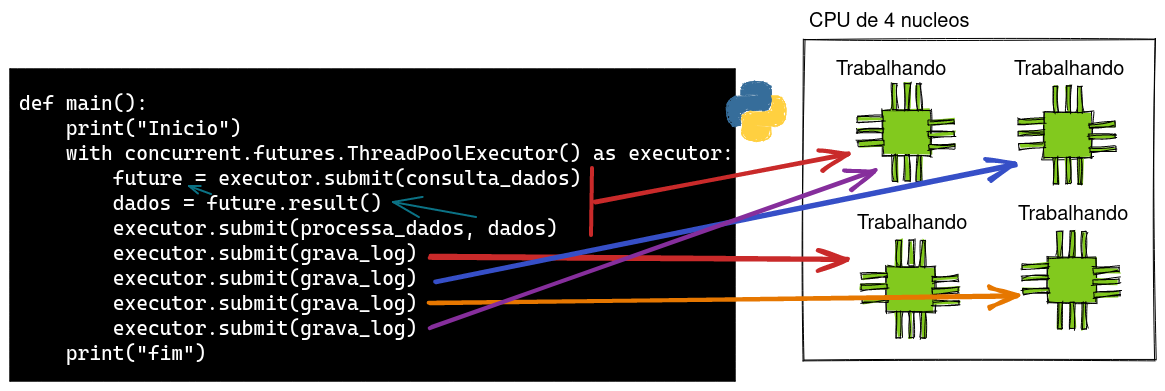 CPU de 4 nucleos
Trabalhando
Trabalhando
def main():
    print("Inicio")
    with concurrent.futures.ThreadPoolExecutor() as executor:
        future = executor.submit(consulta_dados)
        dados = future.result()
        executor.submit(processa_dados, dados)
        executor.submit(grava_log)
        executor.submit(grava_log)
        executor.submit(grava_log)
        executor.submit(grava_log)
    print("fim")
Trabalhando
Trabalhando